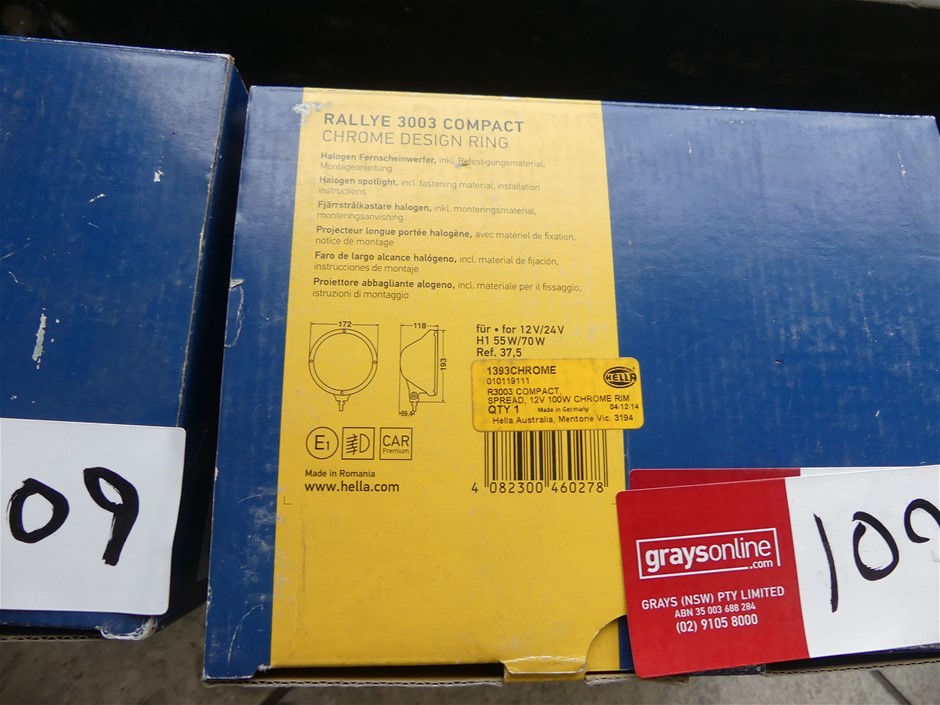 RALLYE 3003 COMPACT
CHROME DESIGN RING
Halogen Fernscheinwerfer, inkl. Befestigungsmaterial,
Montageanleitung
Halogen spotlight, incl. fastening material, installation
instructions
Fjärrstrålkastare halogen, inkl. monteringsmaterial,
monteringsanvisning
Projecteur longue portée halogène, avec matériel de fixation,
notice de montage
Faro de largo alcance halógeno, incl. material de fijación,
instrucciones de montaje
Proiettore abbagliante alogeno, incl. materiale per il fissaggio,
istruzioni di montaggio
172
118
193
für • for 12V/24V
H1 55W/70W
Ref. 37,5
1393CHROME
010119111
R3003 COMPACT,
SPREAD, 12V 100W CHROME RIM
QTY 1 Made in Germany 04/12/14
Hella Australia, Mentone Vic. 3194
HELLA
E1
CAR
Premium
Made in Romania
www.hella.com
4 082300 460278
09
graysonline
.com
GRAYS (NSW) PTY LIMITED
ABN 35 003 688 284
(02) 9105 8000
10